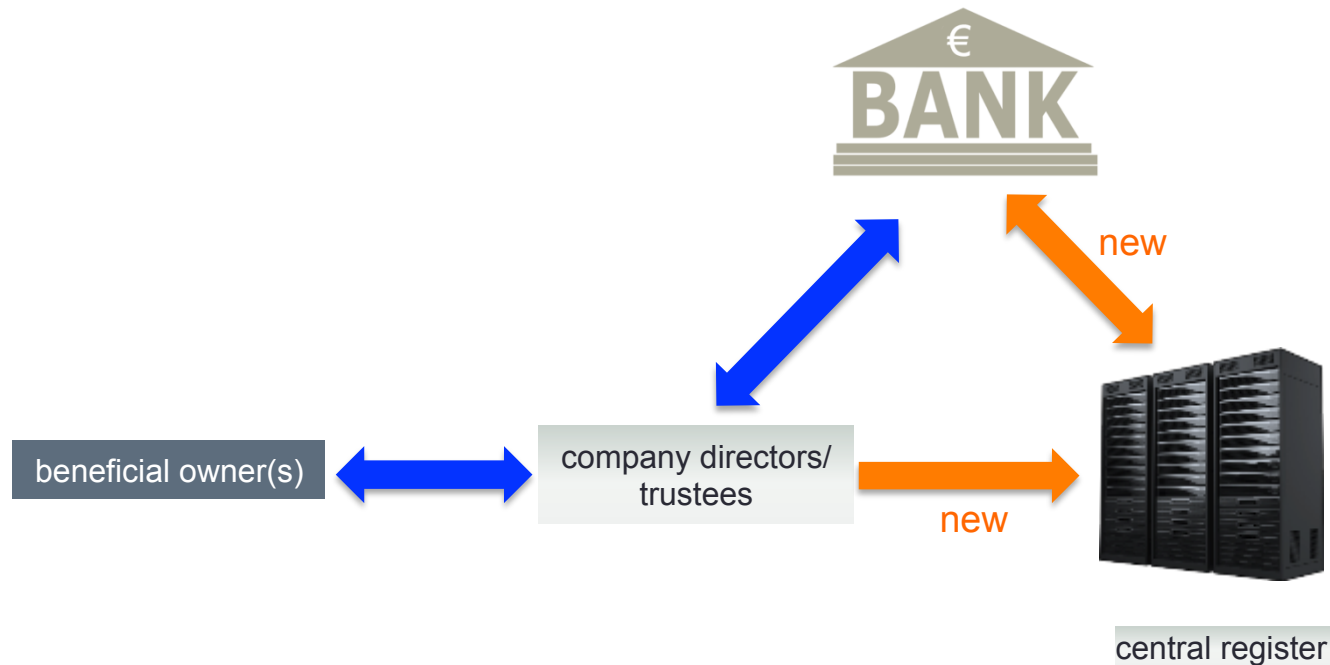 €
BANK
new
beneficial owner(s)
company directors/
trustees
new
central register